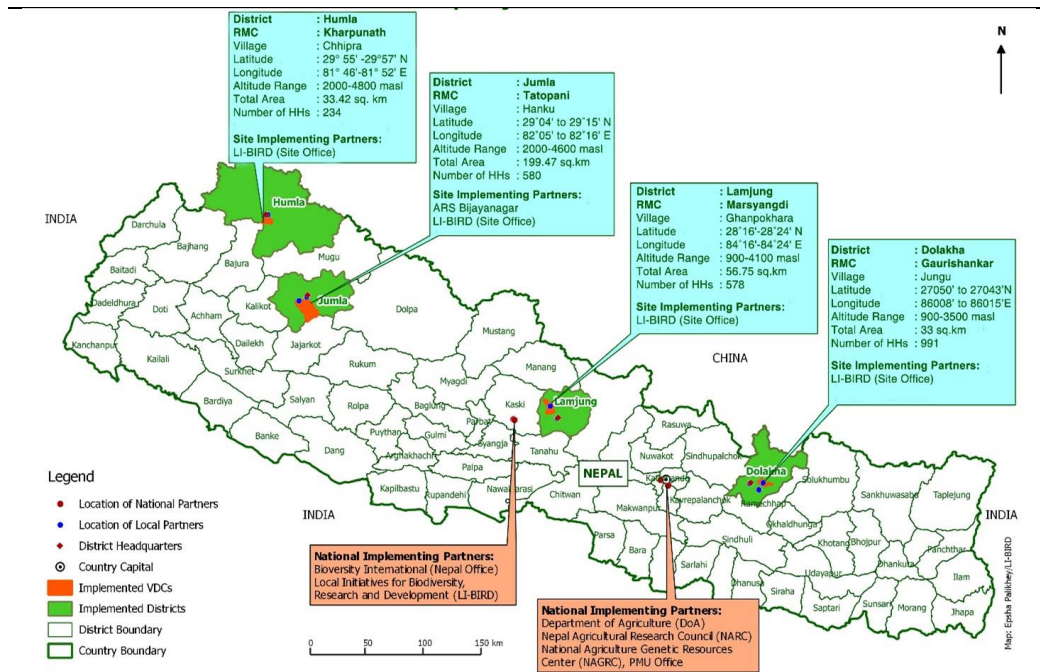 District : Humla
RMC : Kharpunath
Village : Chhipra
Latitude : 29° 55' -29°57' N
Longitude : 81° 46'-81° 52' E
Altitude Range : 2000-4800 masl
Total Area : 33.42 sq. km
Number of HHs : 234
Site Implementing Partners:
LI-BIRD (Site Office)
District : Jumla
RMC : Tatopani
Village : Hanku
Latitude : 29°04' to 29°15' N
Longitude : 82°05' to 82°16' E
Altitude Range : 2000-4600 masl
Total Area : 199.47 sq.km
Number of HHs : 580
Site Implementing Partners:
ARS Bijayanagar
LI-BIRD (Site Office)
District : Lamjung
RMC : Marsyangdi
Village : Ghanpokhara
Latitude : 28°16'-28°24' N
Longitude : 84°16'-84°24' E
Altitude Range : 900-4100 masl
Total Area : 56.75 sq.km
Number of HHs : 578
Site Implementing Partners:
LI-BIRD (Site Office)
District : Dolakha
RMC : Gaurishankar
Village : Jungu
Latitude : 27050' to 27043'N
Longitude : 86008' to 86015'E
Altitude Range : 900-3500 masl
Total Area : 33 sq.km
Number of HHs : 991
Site Implementing Partners:
LI-BIRD (Site Office)
N
INDIA
CHINA
Humla
Darchula
Bajhang
Mugu
Bajura
Baitadi
Jumla
Dadeldhura
Doti
Achham
Kalikot
Dolpa
Kanchanpur
Kailali
Dailekh
Jajarkot
Mustang
Surkhet
Rukum
Manang
Bardiya
Salyan
Rolpa
Myagdi
Baglung
Kaski
Lamjung
Parbat
Banke
Dang
Puythan
Gulmi
Syangja
Tanahu
Rasuwa
Arghakhachi
Palpa
Nuwakot
Sindhupalchok
Dolakha
NEPAL
Kapilbastu
Rupandehi
Chitwan
Kavrepalanchok
Ramechhap
Solukhumbu
Sankhuwasabha
Taplejung
Makwanpur
Okhaldhunga
Parsa
Bara
Sindhuli
Khotang
Bhojpur
Panchthar
Sarlahi
Udayapur
Dhankuta
Ilam
Dhanusa
Siraha
Saptari
Sunsari
Morang
Jhapa
INDIA
INDIA
Legend
Location of National Partners
Location of Local Partners
District Headquarters
Country Capital
Implemented VDCs
Implemented Districts
District Boundary
Country Boundary
National Implementing Partners:
Bioversity International (Nepal Office)
Local Initiatives for Biodiversity,
Research and Development (LI-BIRD)
National Implementing Partners:
Department of Agriculture (DoA)
Nepal Agricultural Research Council (NARC)
National Agriculture Genetic Resources
Center (NAGRC), PMU Office
0 50 100 150 km
Map: Epsha Palikhey/LI-BIRD